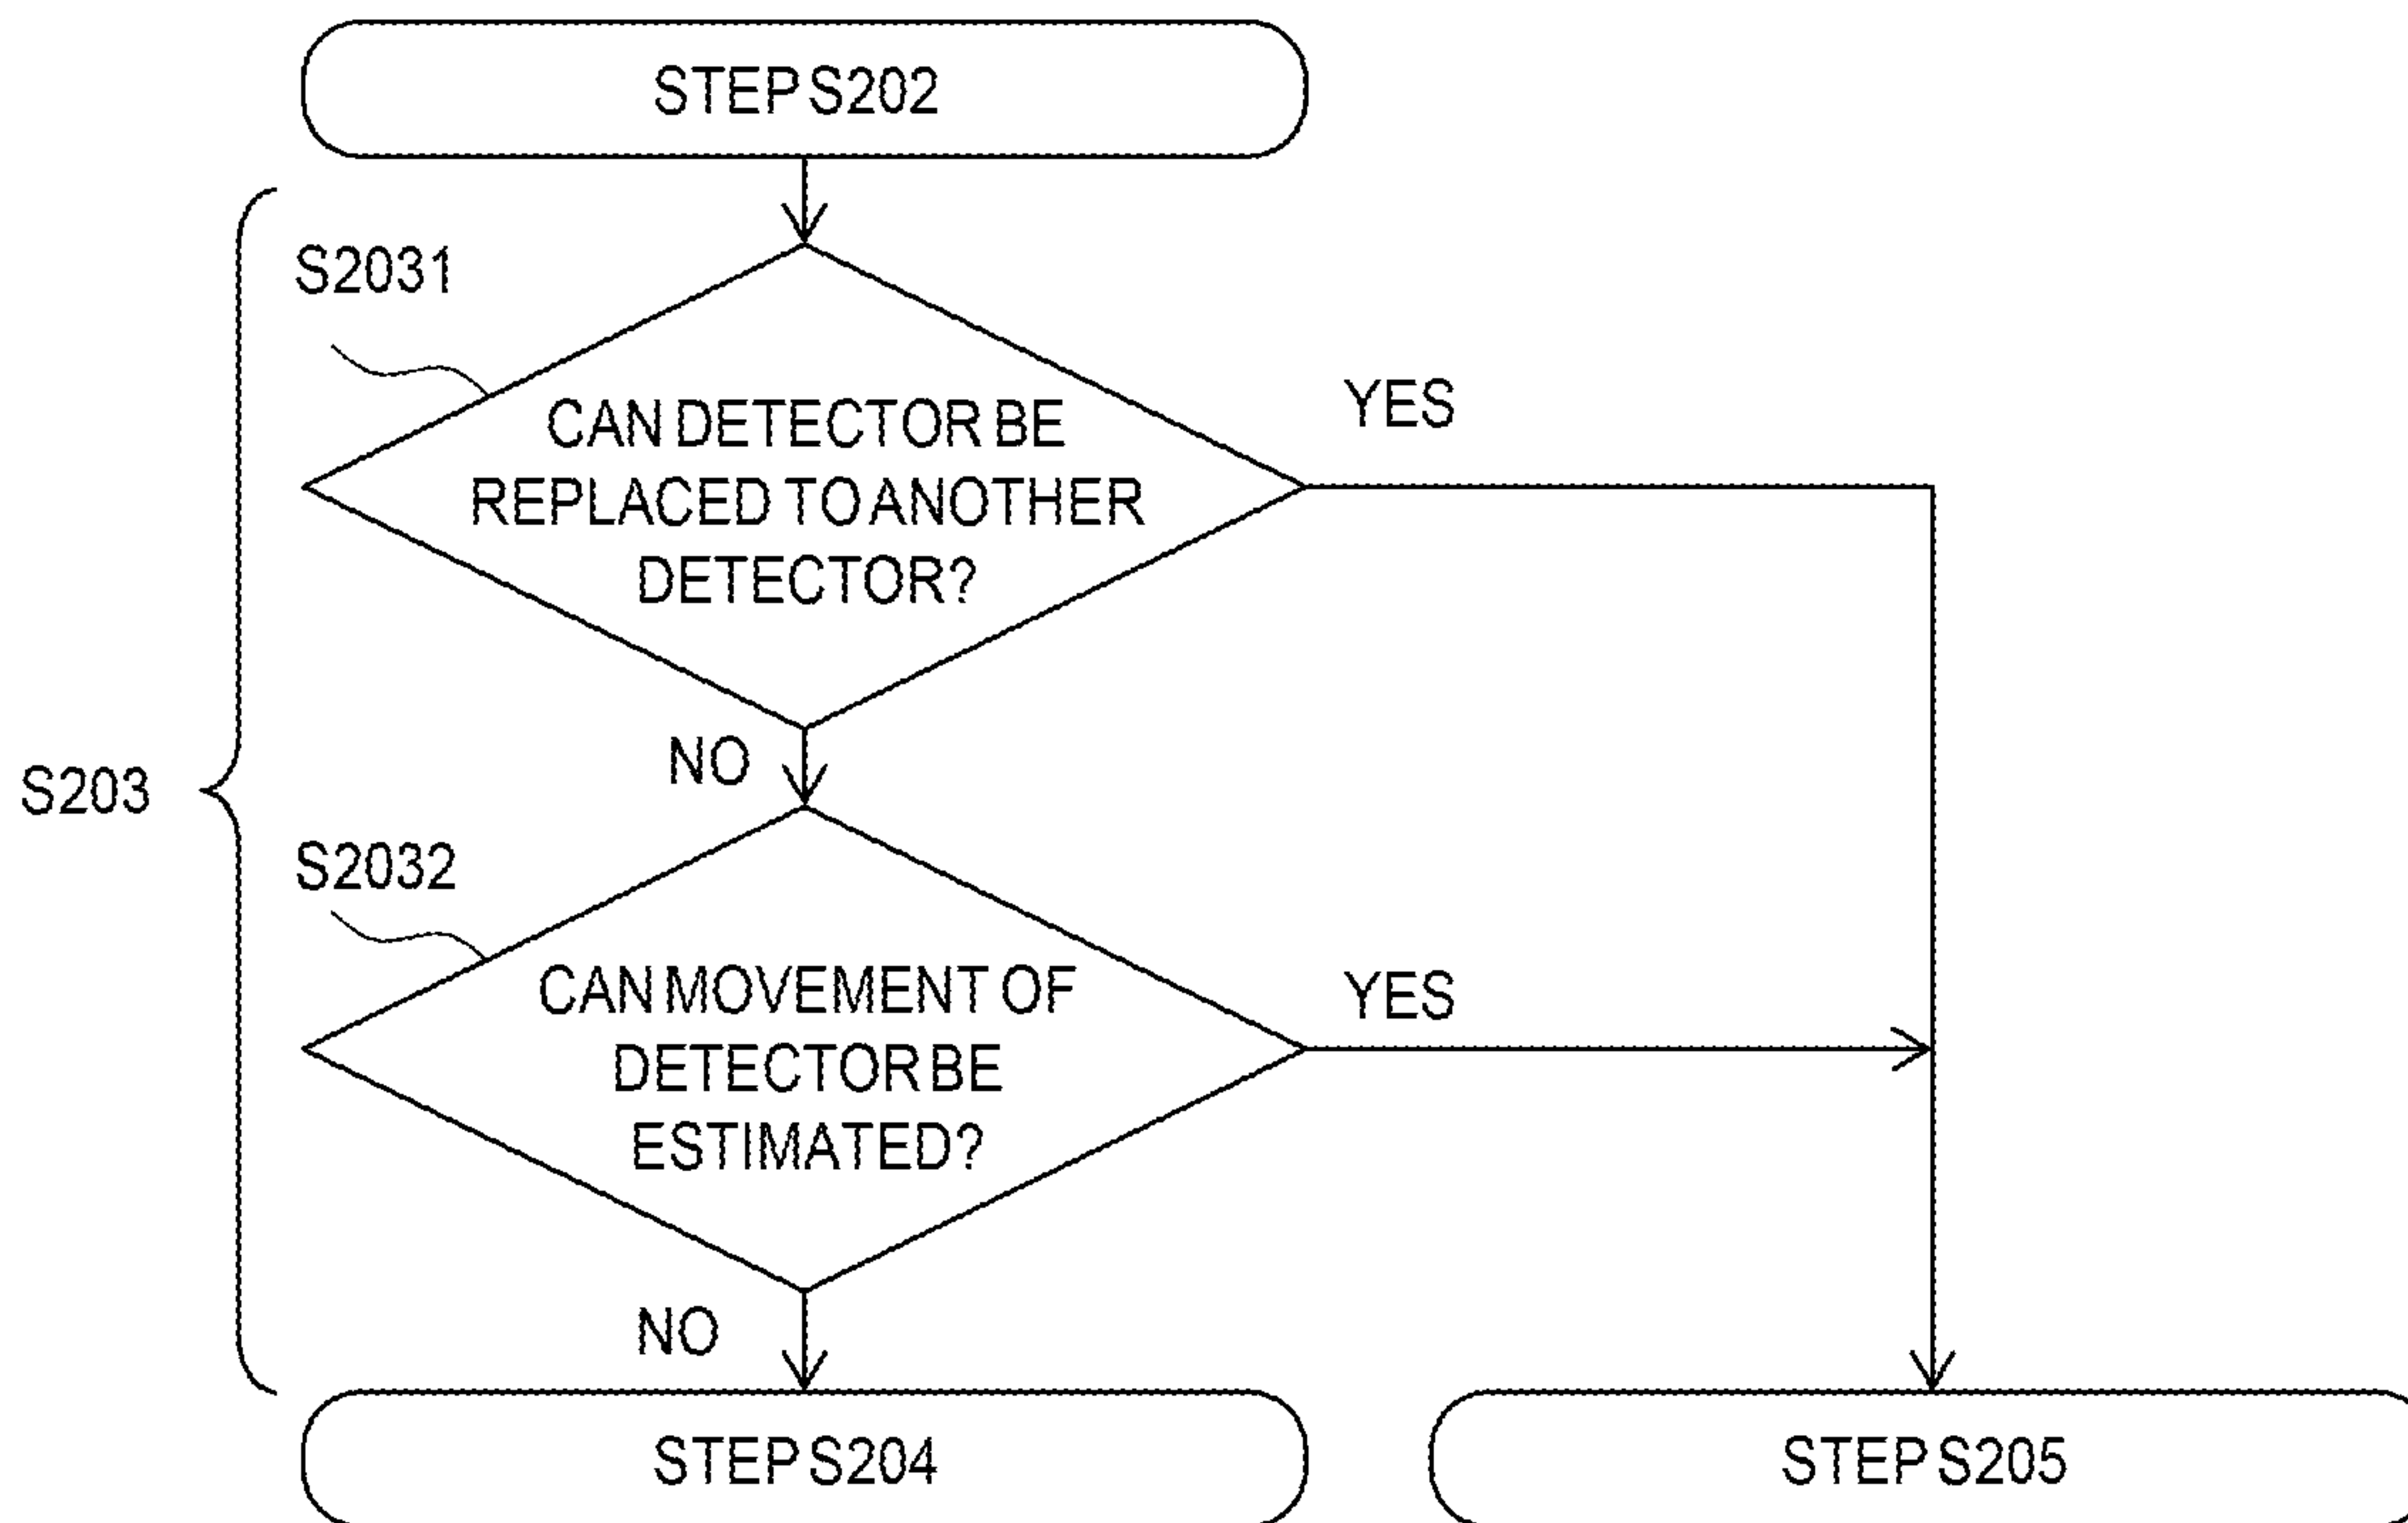 STEP S202
S2031
CAN DETECTOR BE
REPLACED TO ANOTHER
DETECTOR?
YES
NO
S203
S2032
CAN MOVEMENT OF
DETECTOR BE
ESTIMATED?
YES
NO
STEP S204
STEP S205